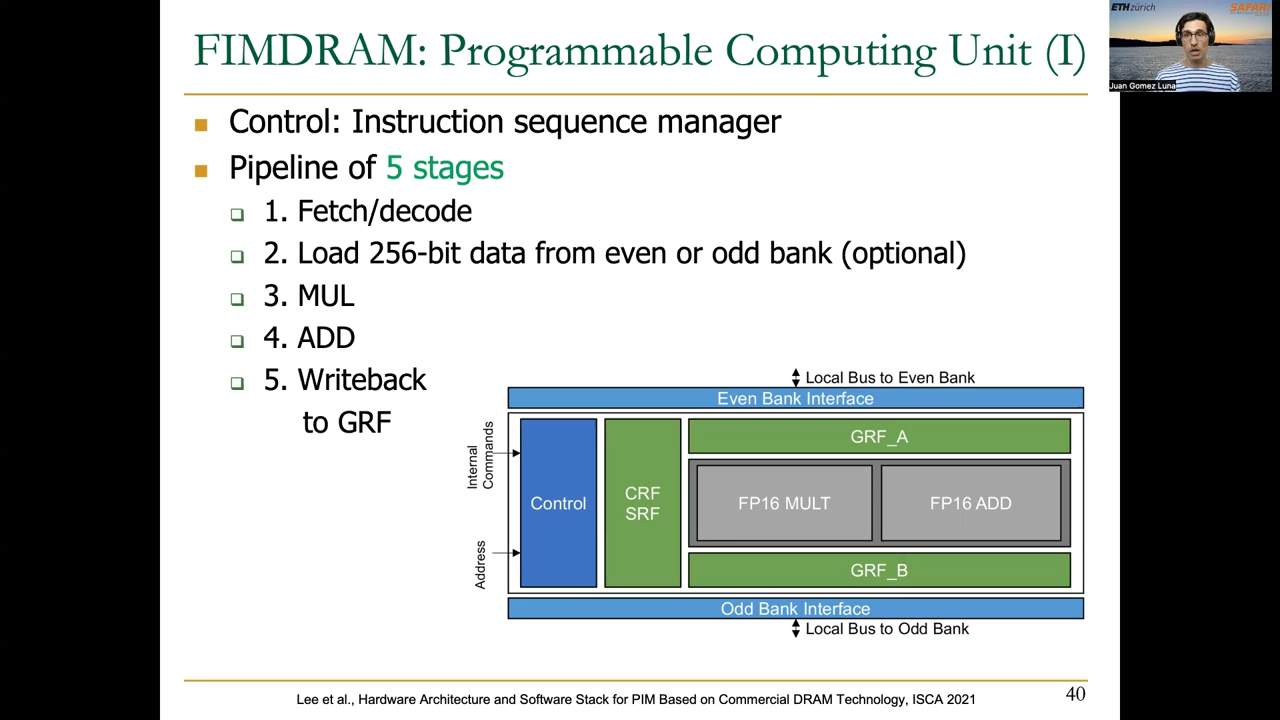 FIMDRAM: Programmable Computing Unit (I)
ETH zürich
SAFARI
Juan Gomez Luna
Control: Instruction sequence manager
Pipeline of 5 stages
1. Fetch/decode
2. Load 256-bit data from even or odd bank (optional)
3. MUL
4. ADD
5. Writeback
to GRF
Local Bus to Even Bank
Even Bank Interface
Internal
Commands
Address
Control
CRF
SRF
GRF_A
FP16 MULT
FP16 ADD
GRF_B
Odd Bank Interface
Local Bus to Odd Bank
Lee et al., Hardware Architecture and Software Stack for PIM Based on Commercial DRAM Technology, ISCA 2021
40